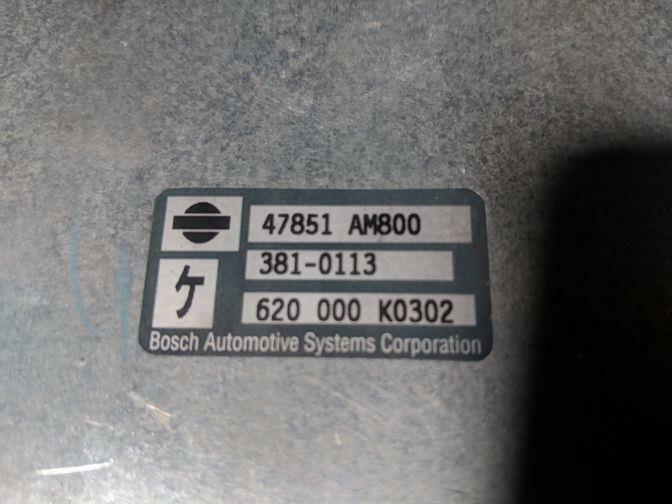 47851 AM800
381-0113
ケ
620 000 K0302
Bosch Automotive Systems Corporation